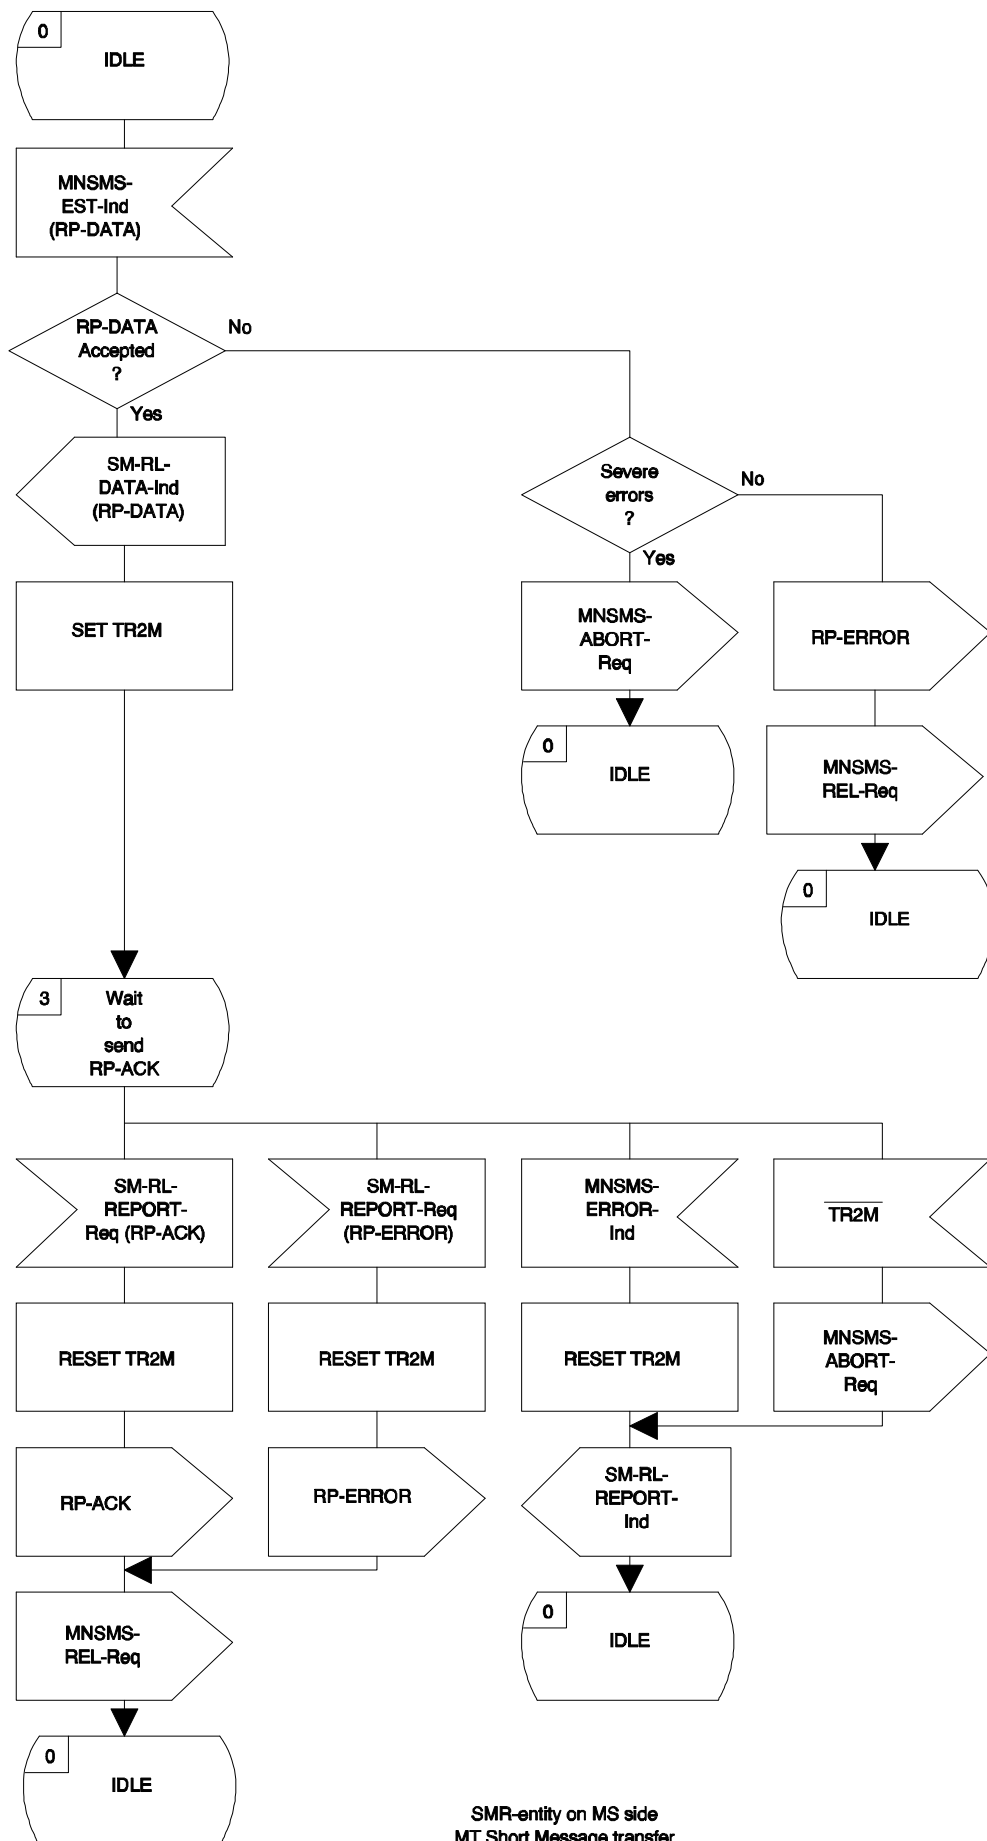 0
IDLE
MNSMS-
EST-Ind
(RP-DATA)
RP-DATA
Accepted
?
No
Yes
SM-RL-
DATA-Ind
(RP-DATA)
SET TR2M
Severe
errors
?
No
Yes
MNSMS-
ABORT-
Req
0
IDLE
RP-ERROR
MNSMS-
REL-Req
0
IDLE
3
Wait
to
send
RP-ACK
SM-RL-
REPORT-
Req (RP-ACK)
SM-RL-
REPORT-Req
(RP-ERROR)
MNSMS-
ERROR-
Ind
TR2M
RESET TR2M
RESET TR2M
RESET TR2M
MNSMS-
ABORT-
Req
RP-ACK
RP-ERROR
SM-RL-
REPORT-
Ind
MNSMS-
REL-Req
0
IDLE
0
IDLE
SMR-entity on MS side
MT Short Message transfer